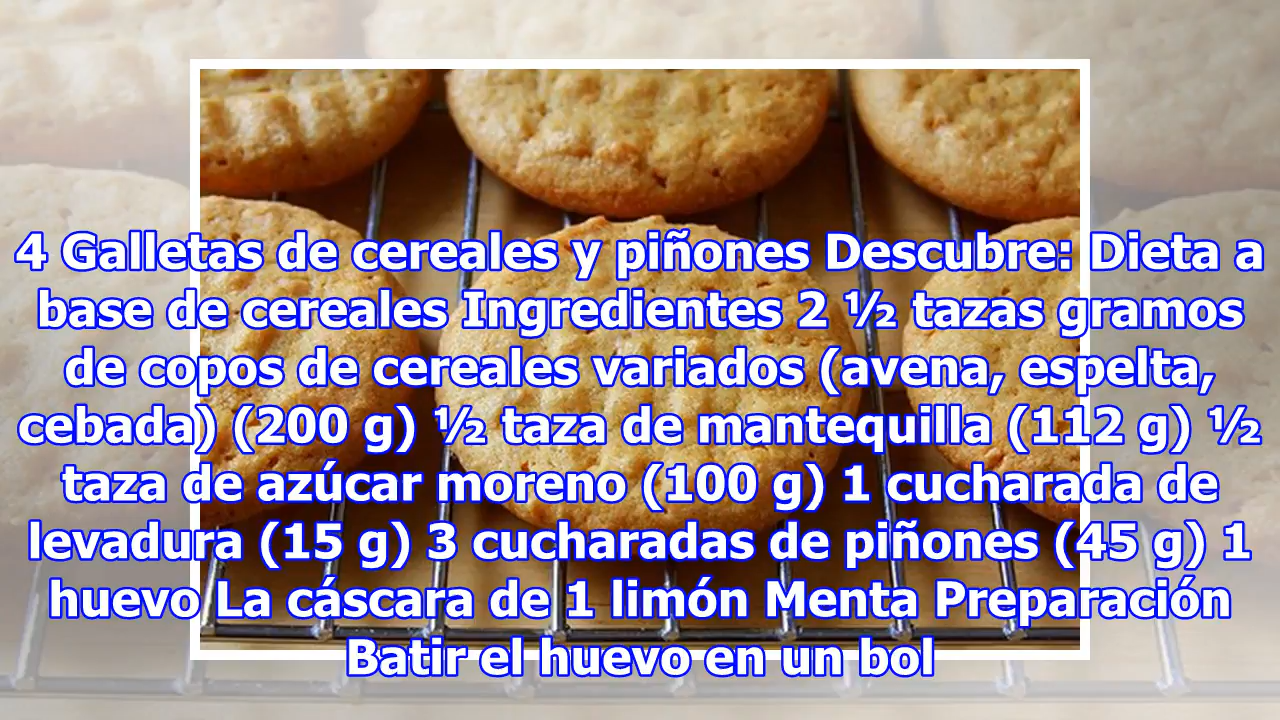 4 Galletas de cereales y piñones Descubre: Dieta a
base de cereales Ingredientes 2 ½ tazas gramos
de copos de cereales variados (avena, espelta,
cebada) (200 g) ½ taza de mantequilla (112 g) ½
taza de azúcar moreno (100 g) 1 cucharada de
levadura (15 g) 3 cucharadas de piñones (45 g) 1
huevo La cáscara de 1 limón Menta Preparación
Batir el huevo en un bol